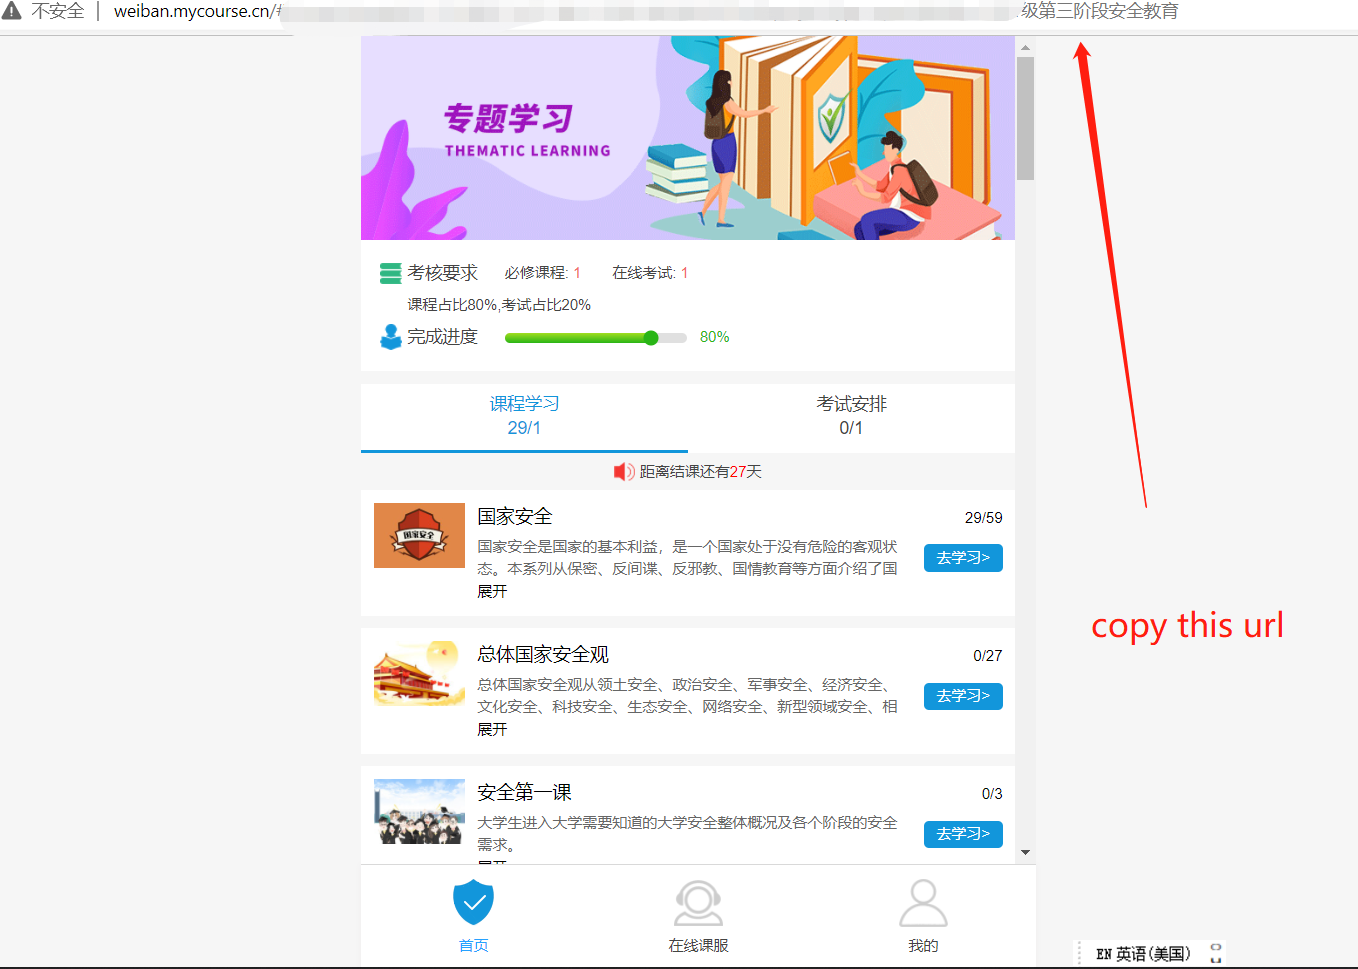 不安全 weiban.mycourse.cn/#
级第三阶段安全教育
专题学习
THEMATIC LEARNING
考核要求 必修课程: 1 在线考试: 1
课程占比80%,考试占比20%
完成进度 80%
课程学习 考试安排
29/1 0/1
距离结课还有27天
国家安全
国家安全 29/59
国家安全是国家的基本利益，是一个国家处于没有危险的客观状
态。本系列从保密、反间谍、反邪教、国情教育等方面介绍了国
去学习>
展开
copy this url
总体国家安全观 0/27
总体国家安全观从领土安全、政治安全、军事安全、经济安全、
文化安全、科技安全、生态安全、网络安全、新型领域安全、相
去学习>
展开
安全第一课 0/3
大学生进入大学需要知道的大学安全整体概况及各个阶段的安全
需求。
去学习>
展开
首页 在线课服 我的
EN 英语(美国)